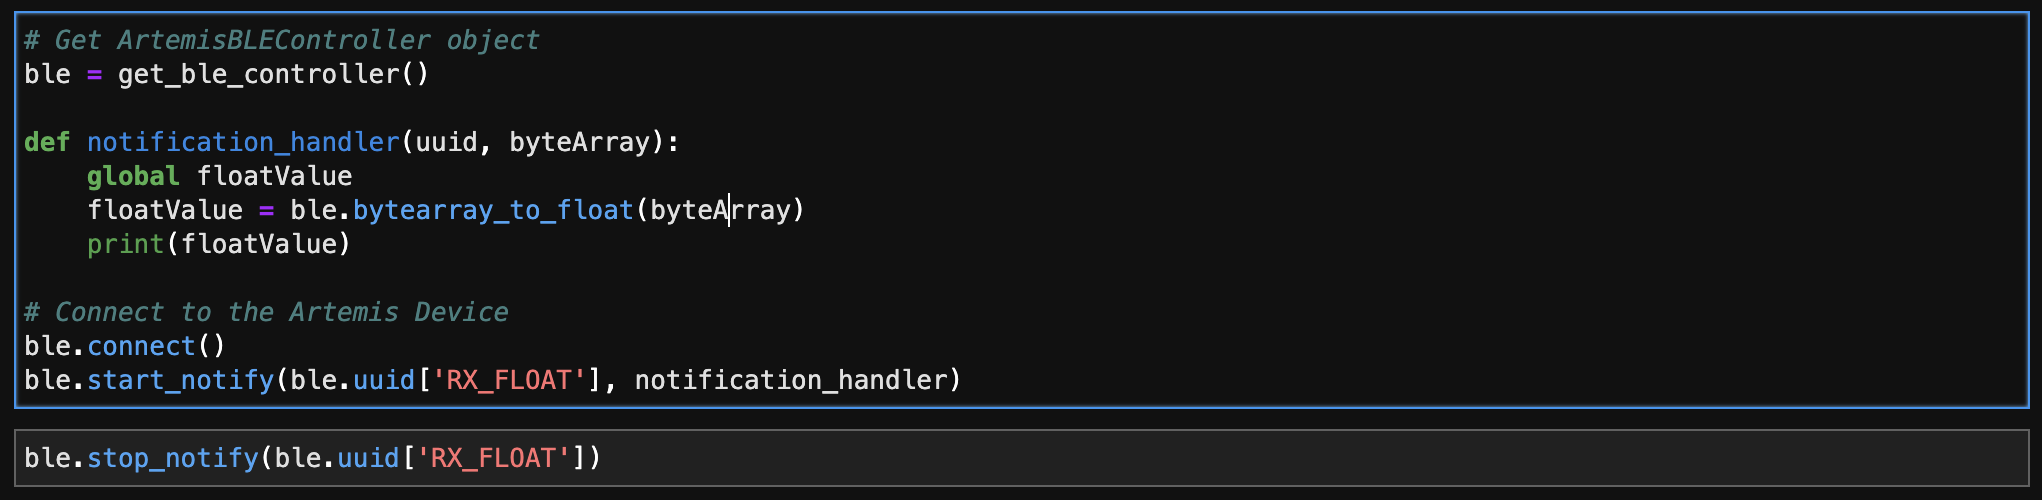 # Get ArtemisBLEController object
ble = get_ble_controller()
def notification_handler(uuid, byteArray):
    global floatValue
    floatValue = ble.bytearray_to_float(byteArray)
    print(floatValue)
# Connect to the Artemis Device
ble.connect()
ble.start_notify(ble.uuid['RX_FLOAT'], notification_handler)
ble.stop_notify(ble.uuid['RX_FLOAT'])